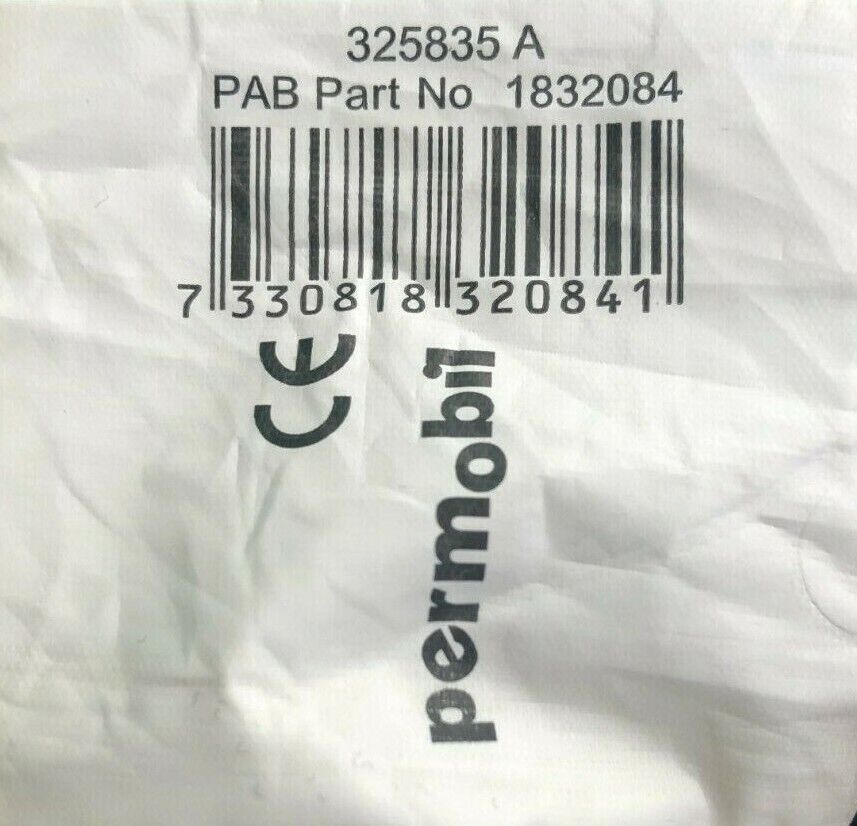 325835 A
PAB Part No 1832084
7 330818 320841
CE
permobil